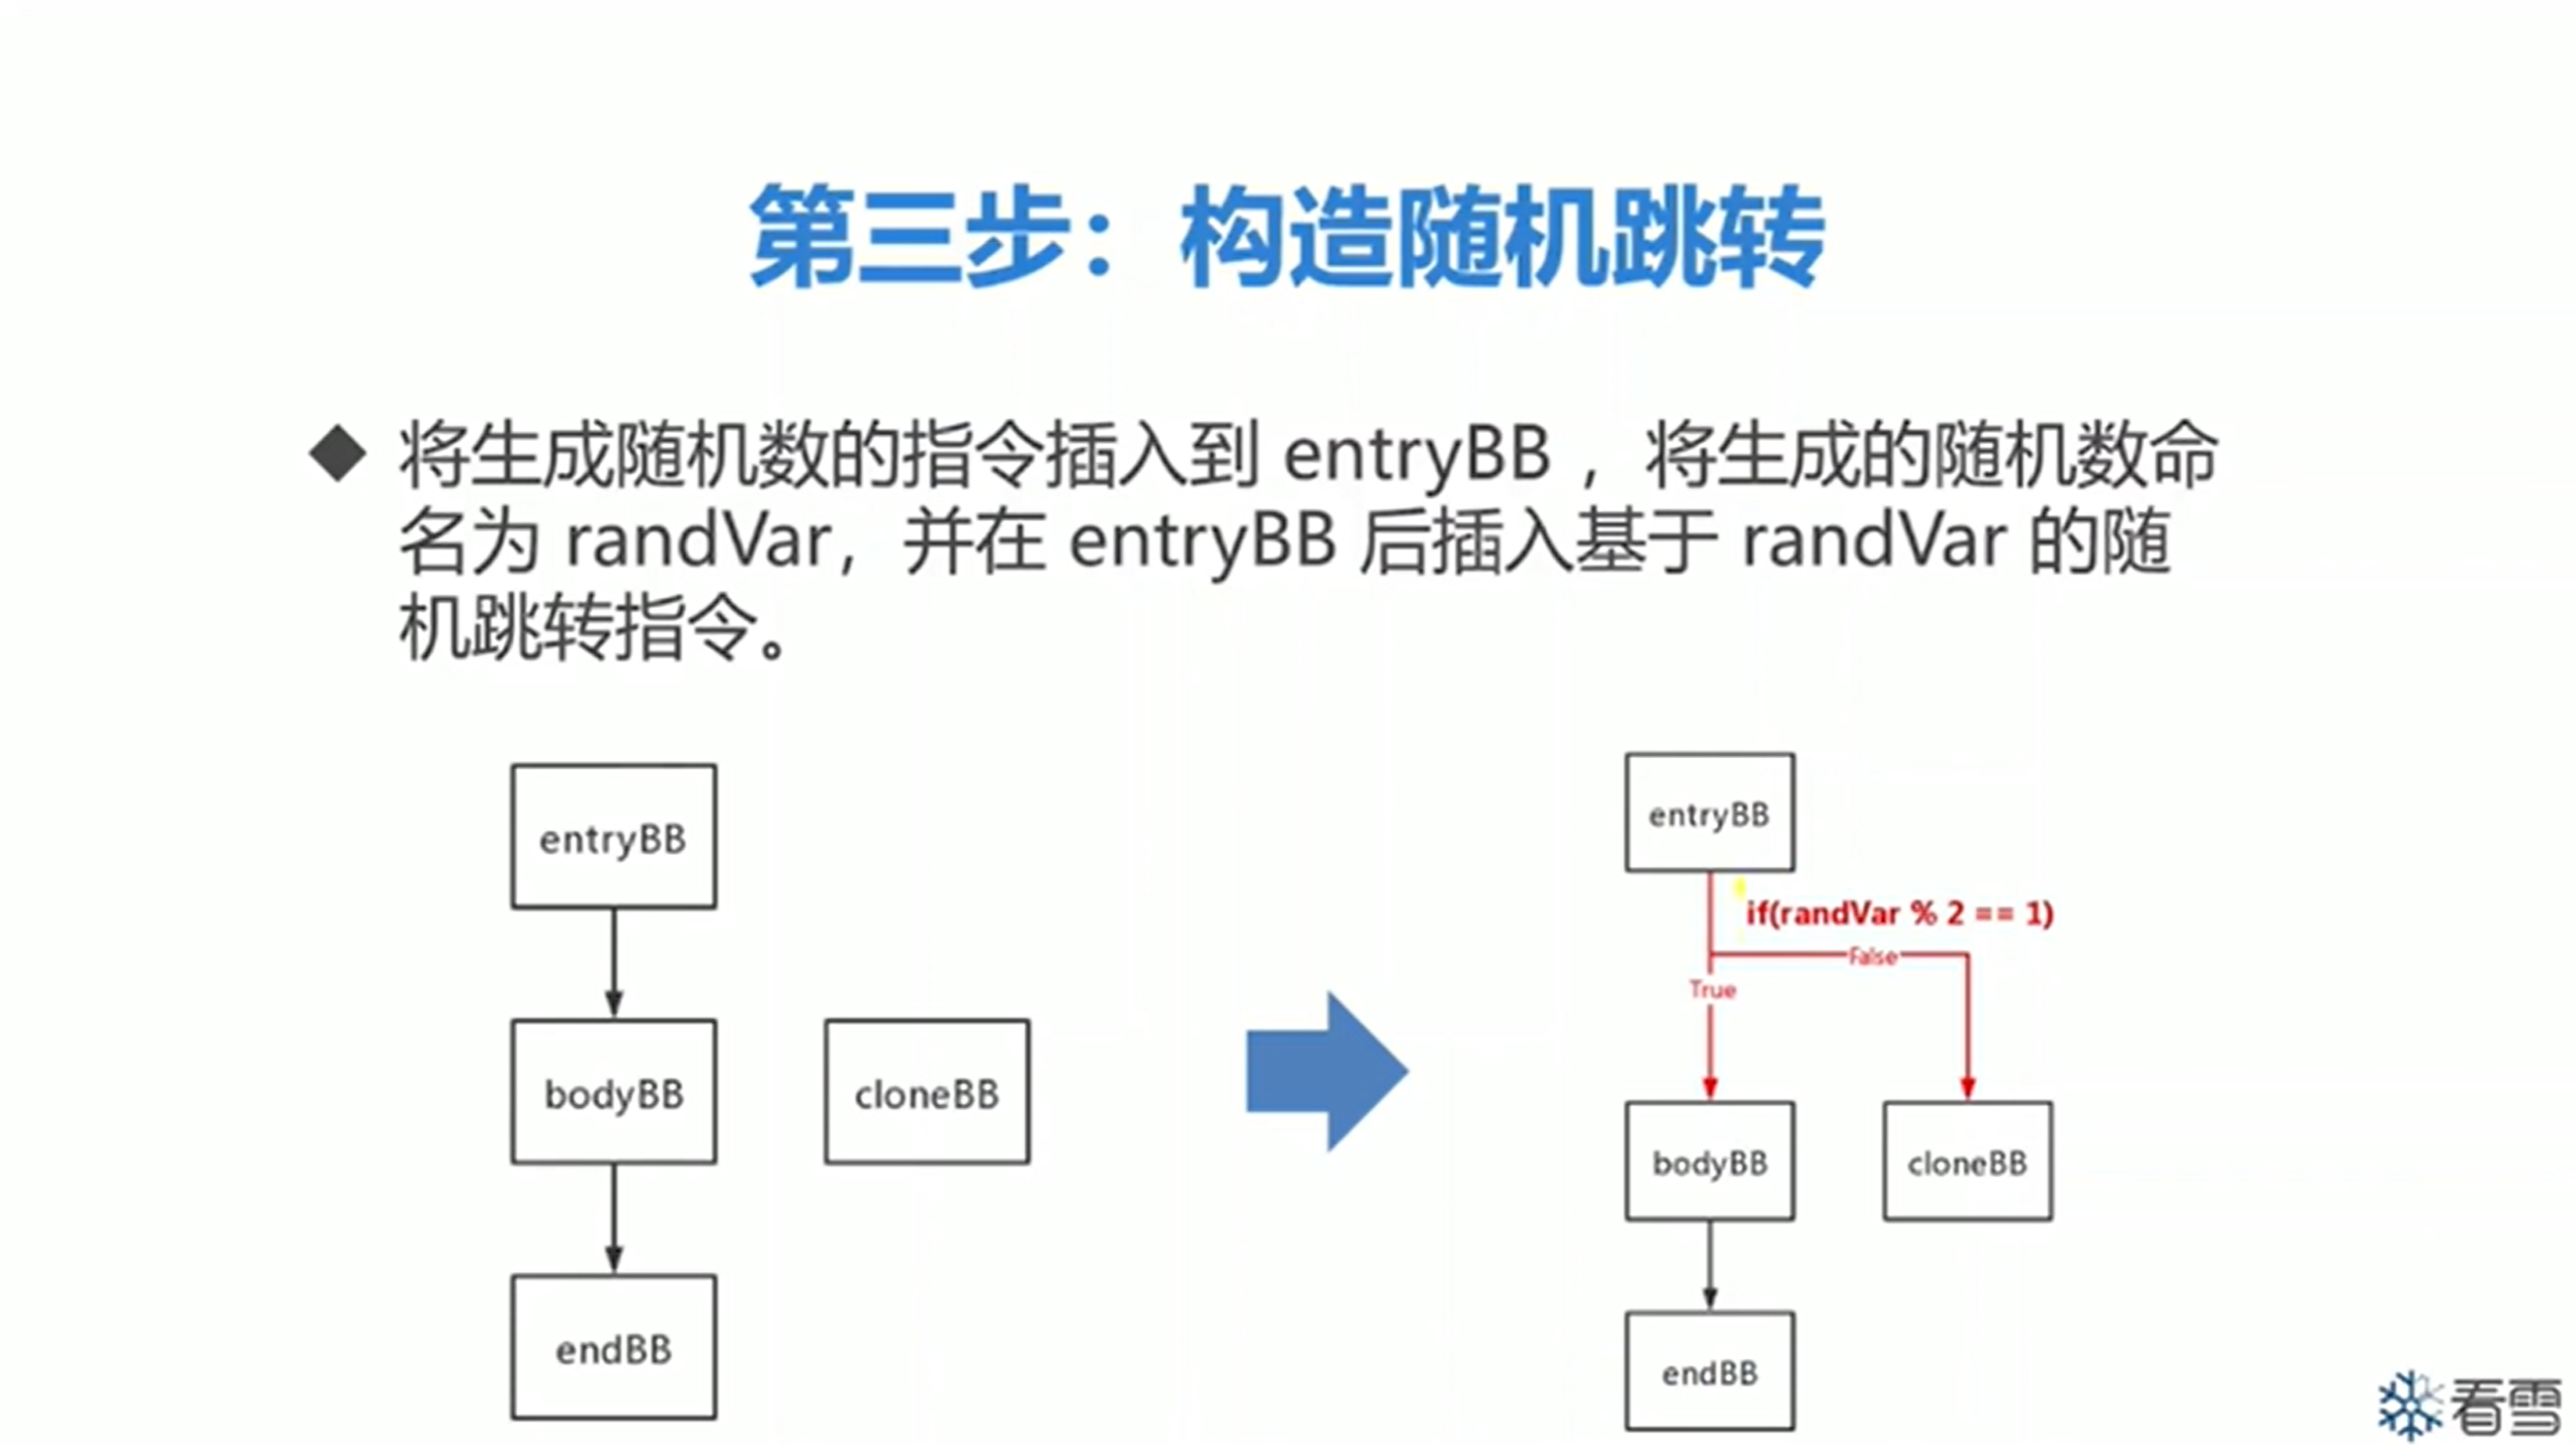 第三步：构造随机跳转
将生成随机数的指令插入到 entryBB ，将生成的随机数命
名为 randVar，并在 entryBB 后插入基于 randVar 的随
机跳转指令。
entryBB
bodyBB
cloneBB
endBB
entryBB
if(randVar % 2 == 1)
False
True
bodyBB
cloneBB
endBB
看雪